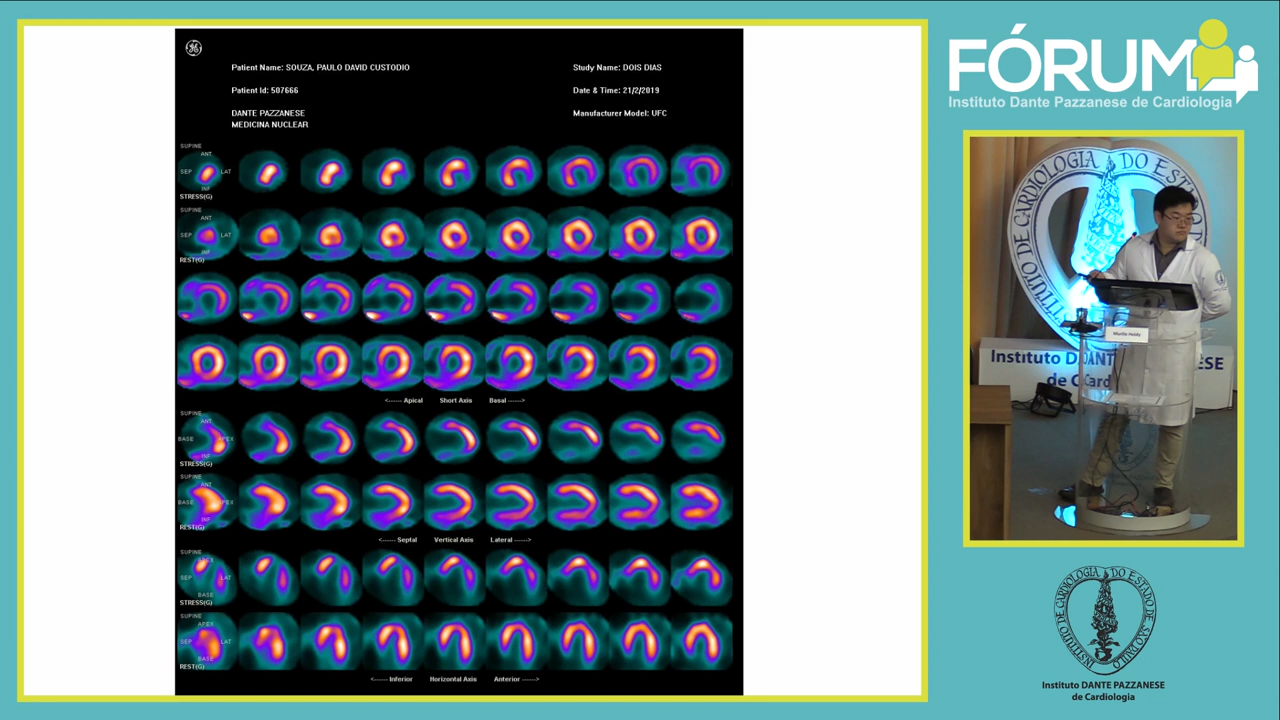 Patient Name: SOUZA, PAULO DAVID CUSTODIO
Study Name: DOIS DIAS
Patient Id: 507666
Date & Time: 21/2/2019
DANTE PAZZANESE
Manufacturer Model: UFC
MEDICINA NUCLEAR
SUPINE
ANT
SEP LAT
INF
STRESS(G)
SUPINE
ANT
SEP LAT
INF
REST(G)
<------ Apical Short Axis Basal ------>
SUPINE
ANT
BASE APEX
INF
STRESS(G)
SUPINE
ANT
BASE APEX
INF
REST(G)
<------ Septal Vertical Axis Lateral ------>
SUPINE
APEX
SEP LAT
BASE
STRESS(G)
SUPINE
APEX
SEP LAT
BASE
REST(G)
<------ Inferior Horizontal Axis Anterior ------>
FÓRUM
Instituto Dante Pazzanese de Cardiologia
Instituto DANTE PAZZANESE
de Cardiologia